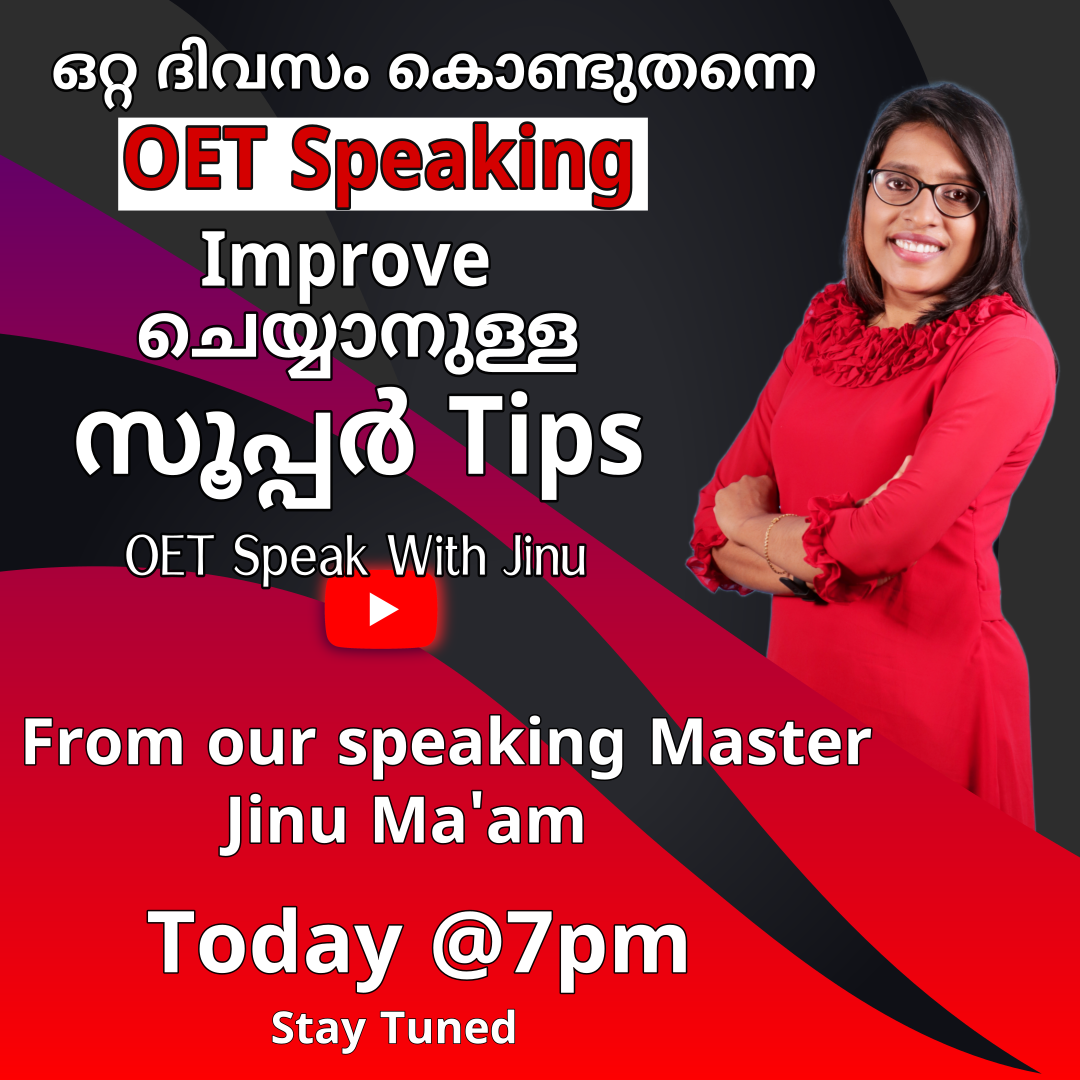 ഒറ്റ ദിവസം കൊണ്ടുതന്നെ
OET Speaking
Improve
ചെയ്യാനുള്ള
സൂപ്പർ Tips
OET Speak With Jinu
From our speaking Master
Jinu Ma'am
Today @7pm
Stay Tuned